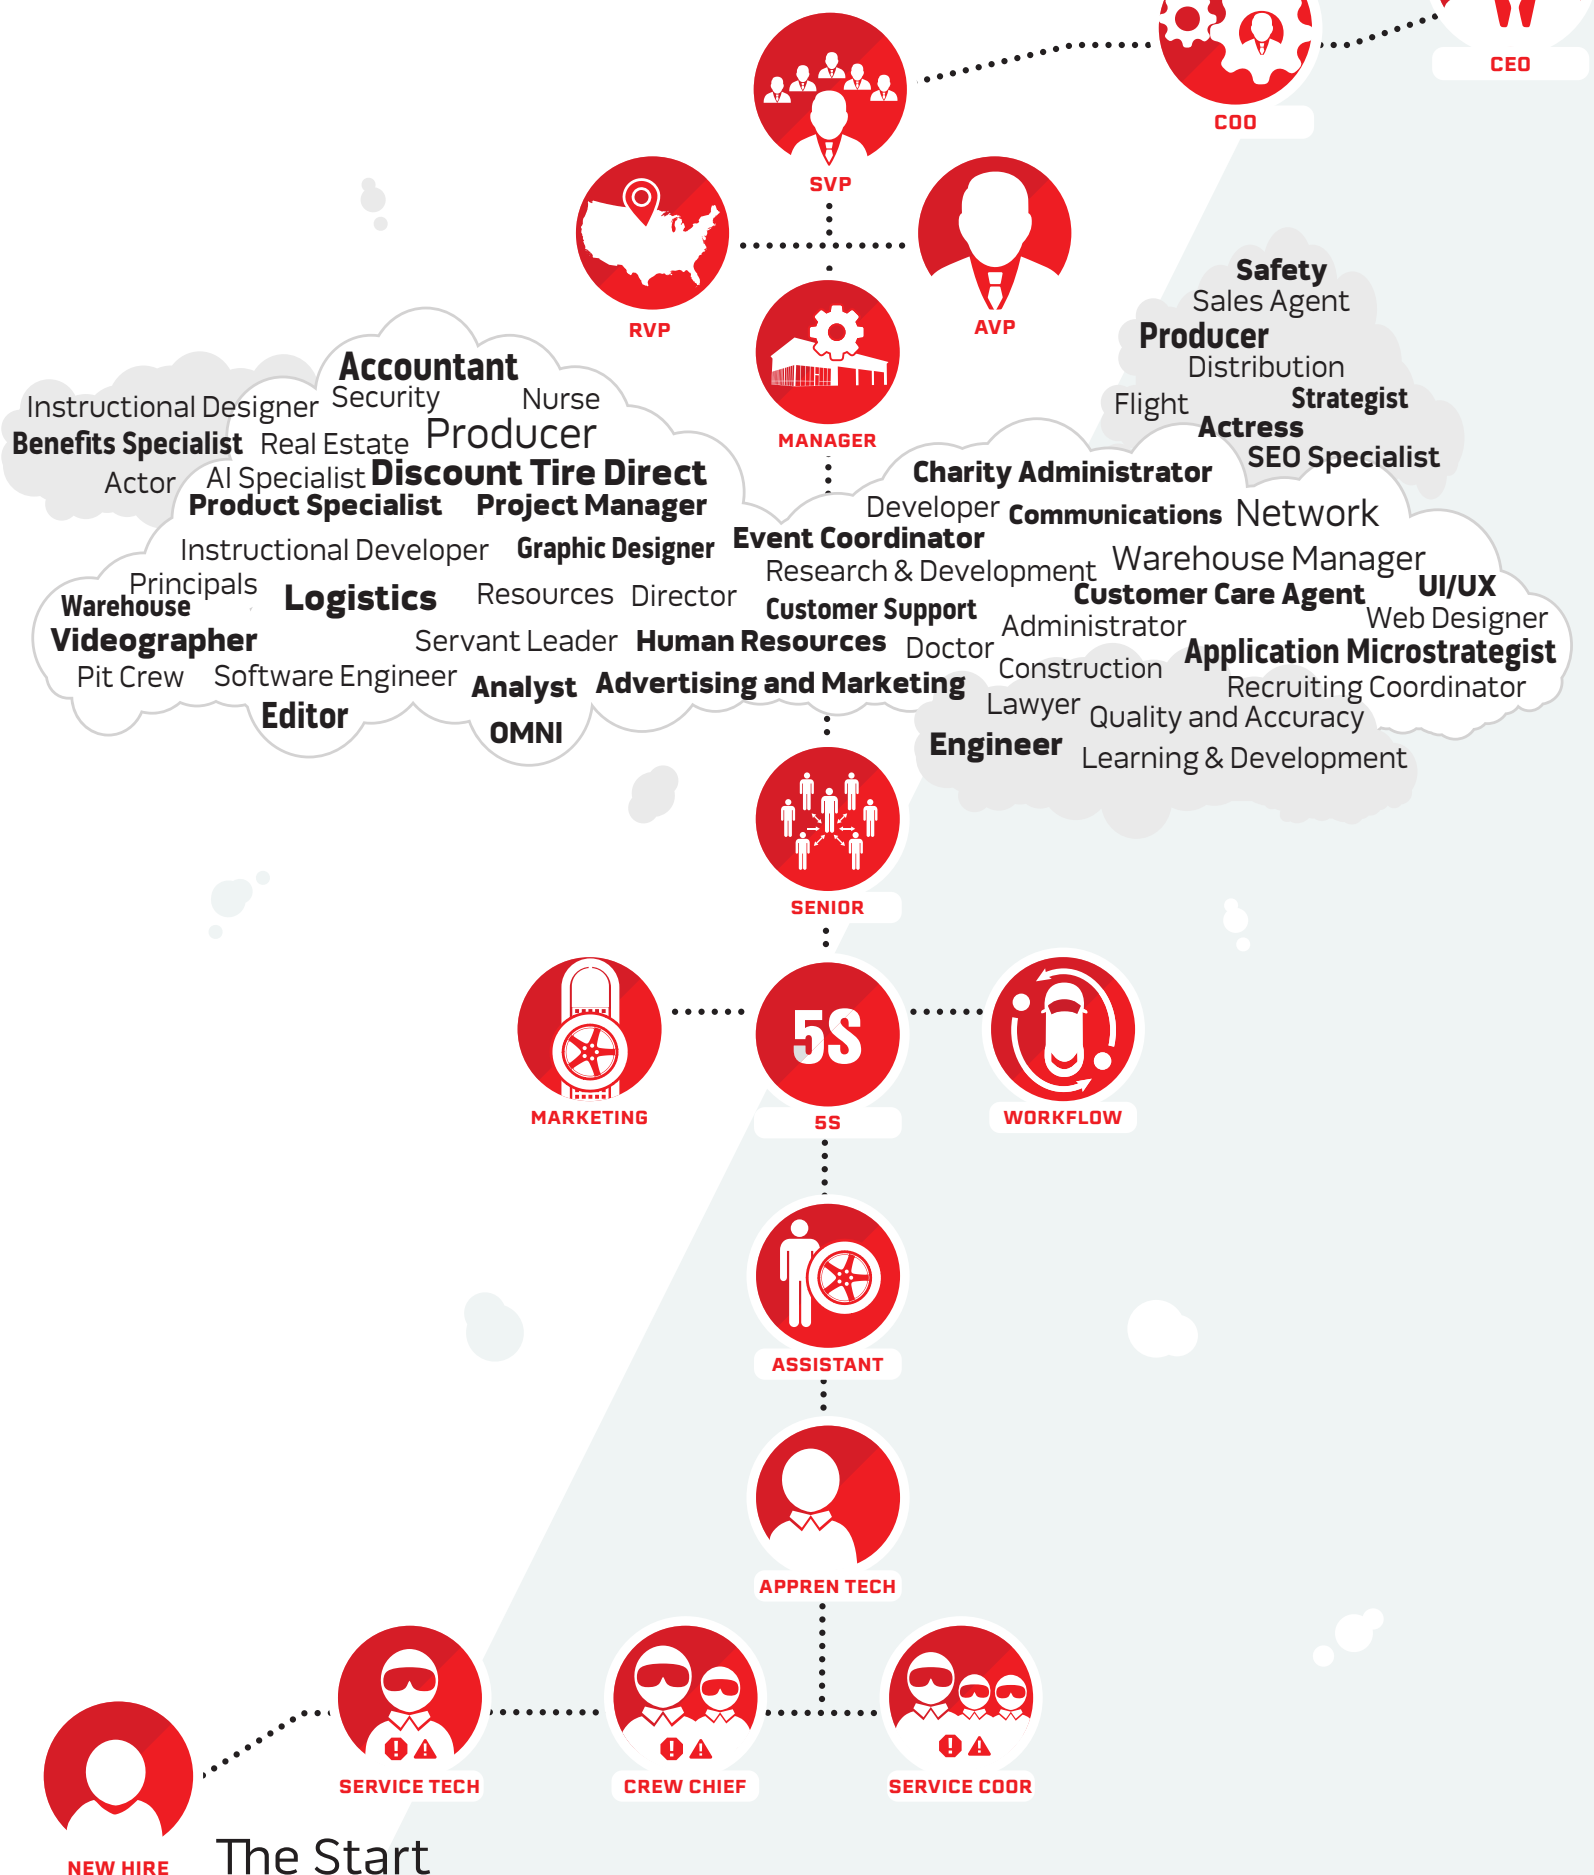 CEO
COO
SVP
RVP
AVP
MANAGER
Safety
Sales Agent
Producer
Distribution
Flight
Strategist
Actress
SEO Specialist
Accountant
Instructional Designer
Security
Nurse
Benefits Specialist
Real Estate
Producer
Actor
AI Specialist
Discount Tire Direct
Product Specialist
Project Manager
Instructional Developer
Graphic Designer
Principals
Warehouse
Logistics
Resources
Director
Videographer
Servant Leader
Human Resources
Pit Crew
Software Engineer
Analyst
Advertising and Marketing
Editor
OMNI
Charity Administrator
Developer
Communications
Network
Event Coordinator
Research & Development
Warehouse Manager
Customer Support
Customer Care Agent
UI/UX
Web Designer
Administrator
Doctor
Application Microstrategist
Construction
Recruiting Coordinator
Lawyer
Quality and Accuracy
Engineer
Learning & Development
SENIOR
5S
MARKETING
5S
WORKFLOW
ASSISTANT
APPREN TECH
SERVICE TECH
CREW CHIEF
SERVICE COOR
NEW HIRE
The Start